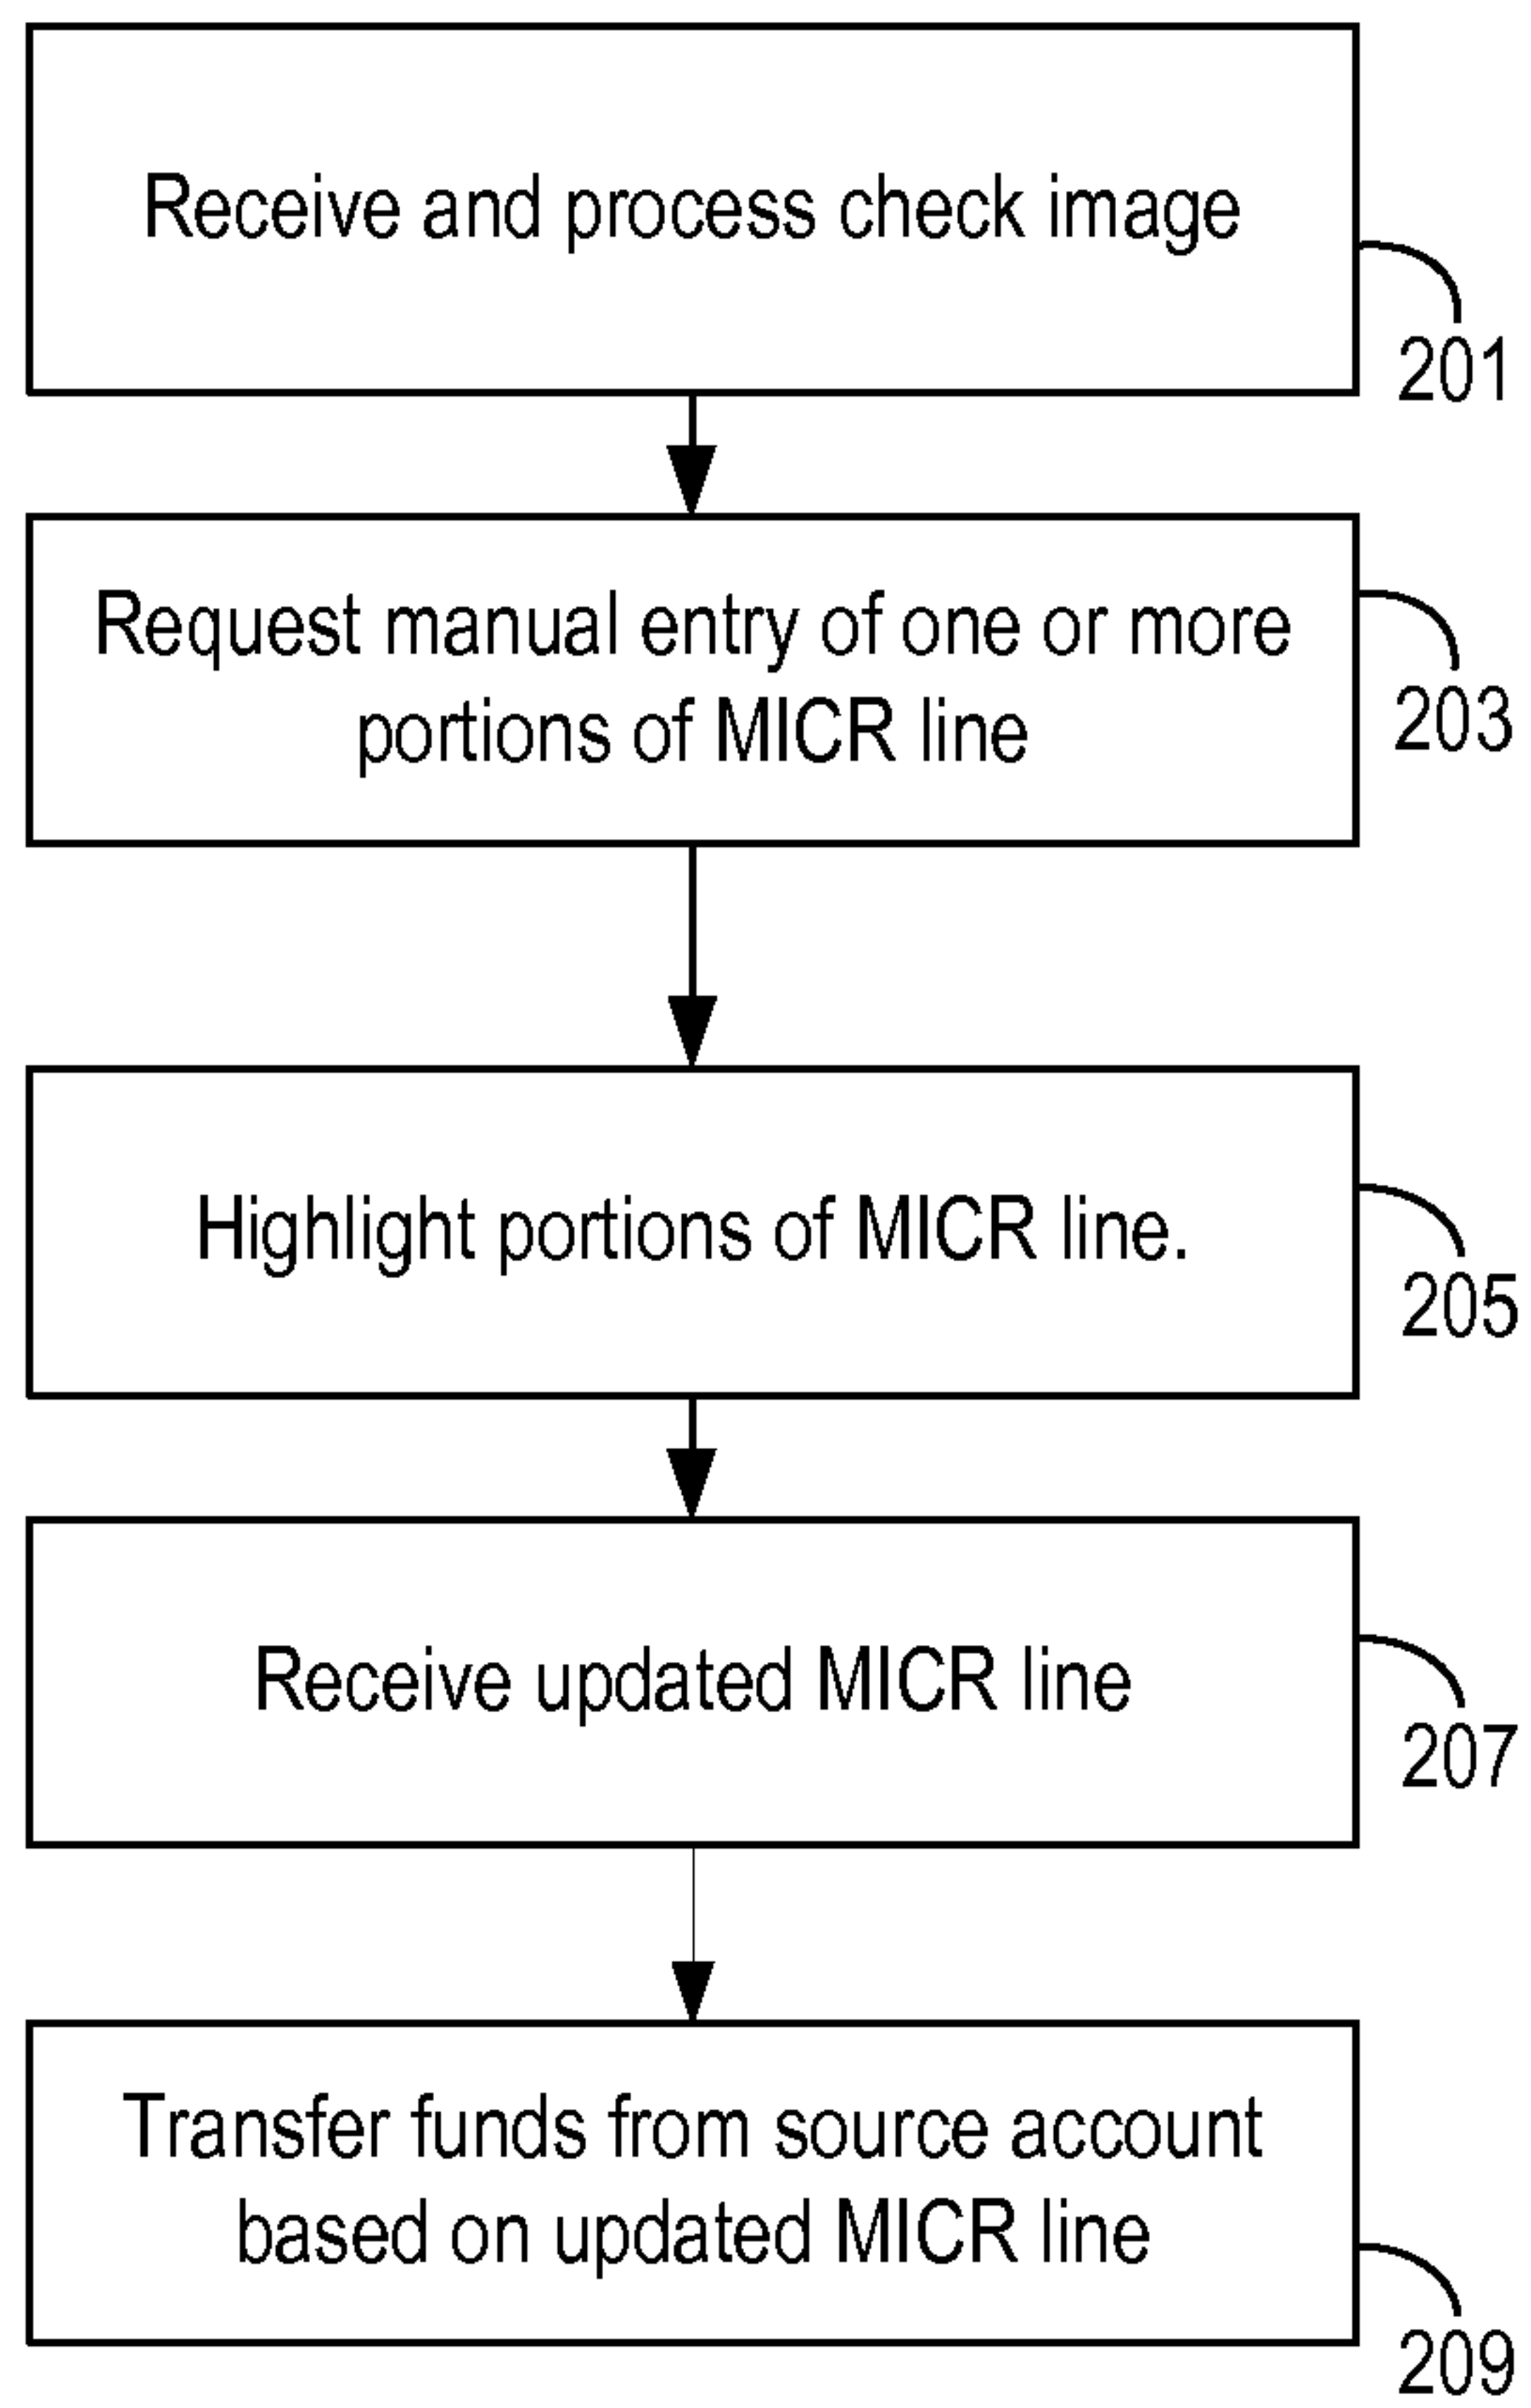 Receive and process check image
201
Request manual entry of one or more
portions of MICR line
203
Highlight portions of MICR line.
205
Receive updated MICR line
207
Transfer funds from source account
based on updated MICR line
209